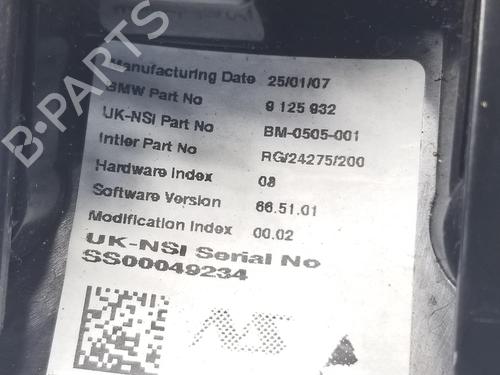 Manufacturing Date 25/01/07
BMW Part No 9 125 932
UK-NSI Part No BM-0505-001
Intier Part No RG/24275/200
Hardware Index 08
Software Version 66.51.01
Modification Index 00.02
UK-NSI Serial No
SS00049234
B-PARTS